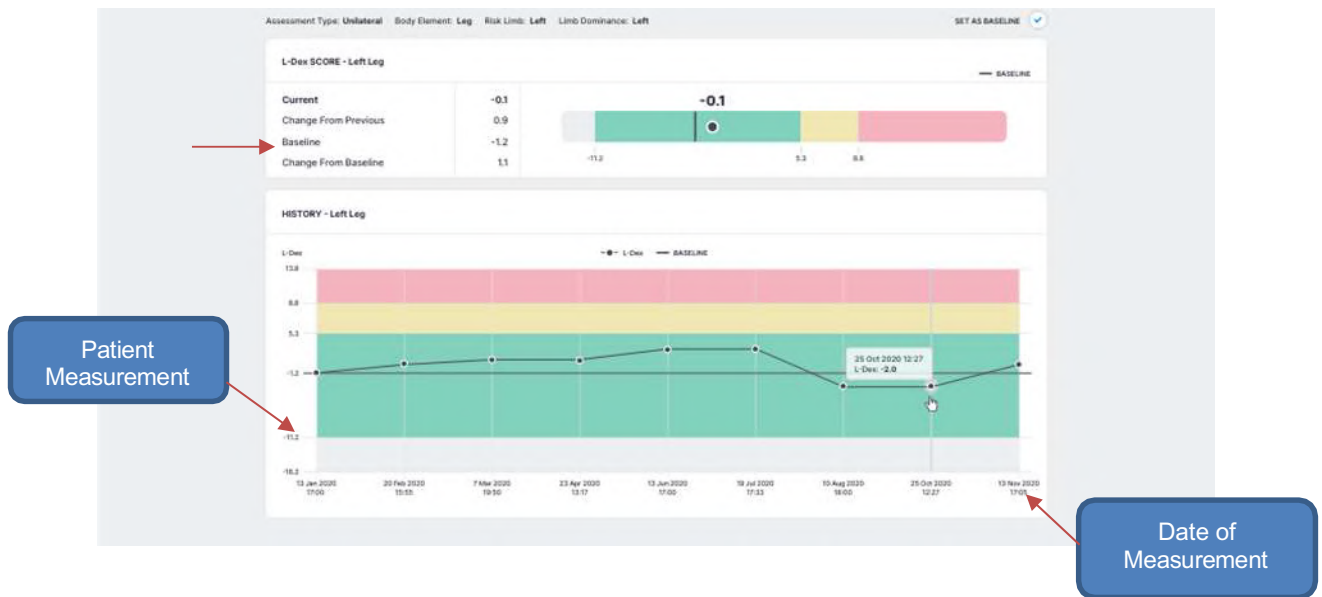 Assessment Type: Unilateral Body Element: Leg Risk Limb: Left Limb Dominance: Left SET AS BASELINE
L-Dex SCORE - Left Leg
BASELINE
Current -0.1
Change From Previous 0.9
Baseline -1.2
Change From Baseline 1.1
-0.1
-11.2 5.3 8.8
HISTORY - Left Leg
L-Dex
L-Dex BASELINE
13.8
8.8
5.3
-1.2
-11.2
-16.2
25 Oct 2020 12:27
L-Dex: -2.0
13 Jan 2020 20 Feb 2020 7 Mar 2020 23 Apr 2020 13 Jun 2020 19 Jul 2020 10 Aug 2020 25 Oct 2020 13 Nov 2020
17:00 15:55 19:50 13:17 17:00 17:33 18:00 12:27 17:01
Patient
Measurement
Date of
Measurement